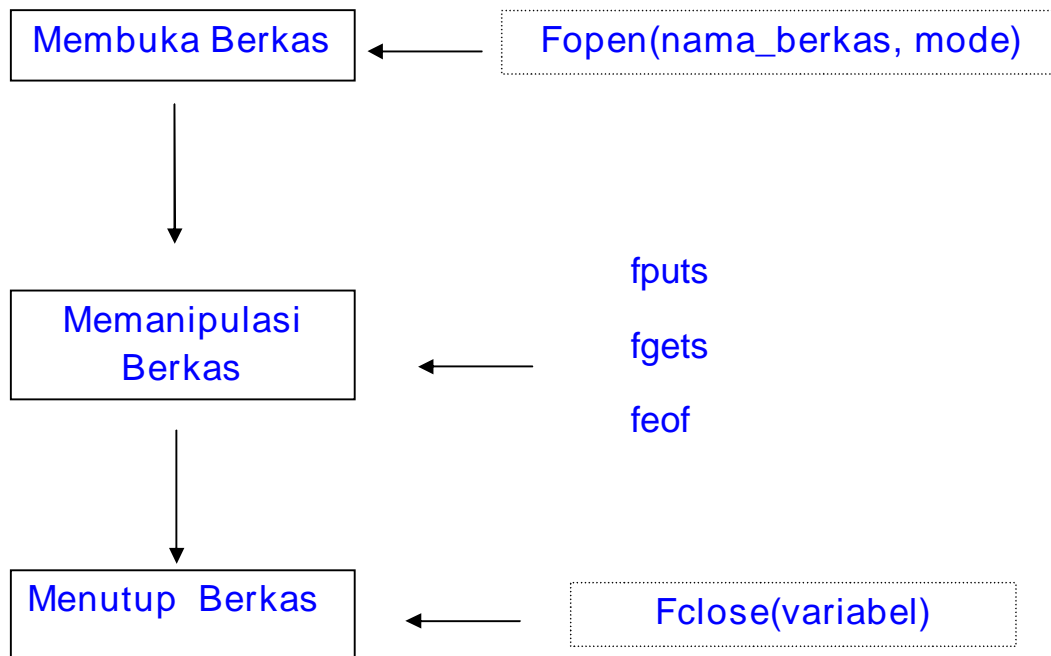 Membuka Berkas
Fopen(nama_berkas, mode)
Memanipulasi
Berkas
fputs
fgets
feof
Menutup Berkas
Fclose(variabel)